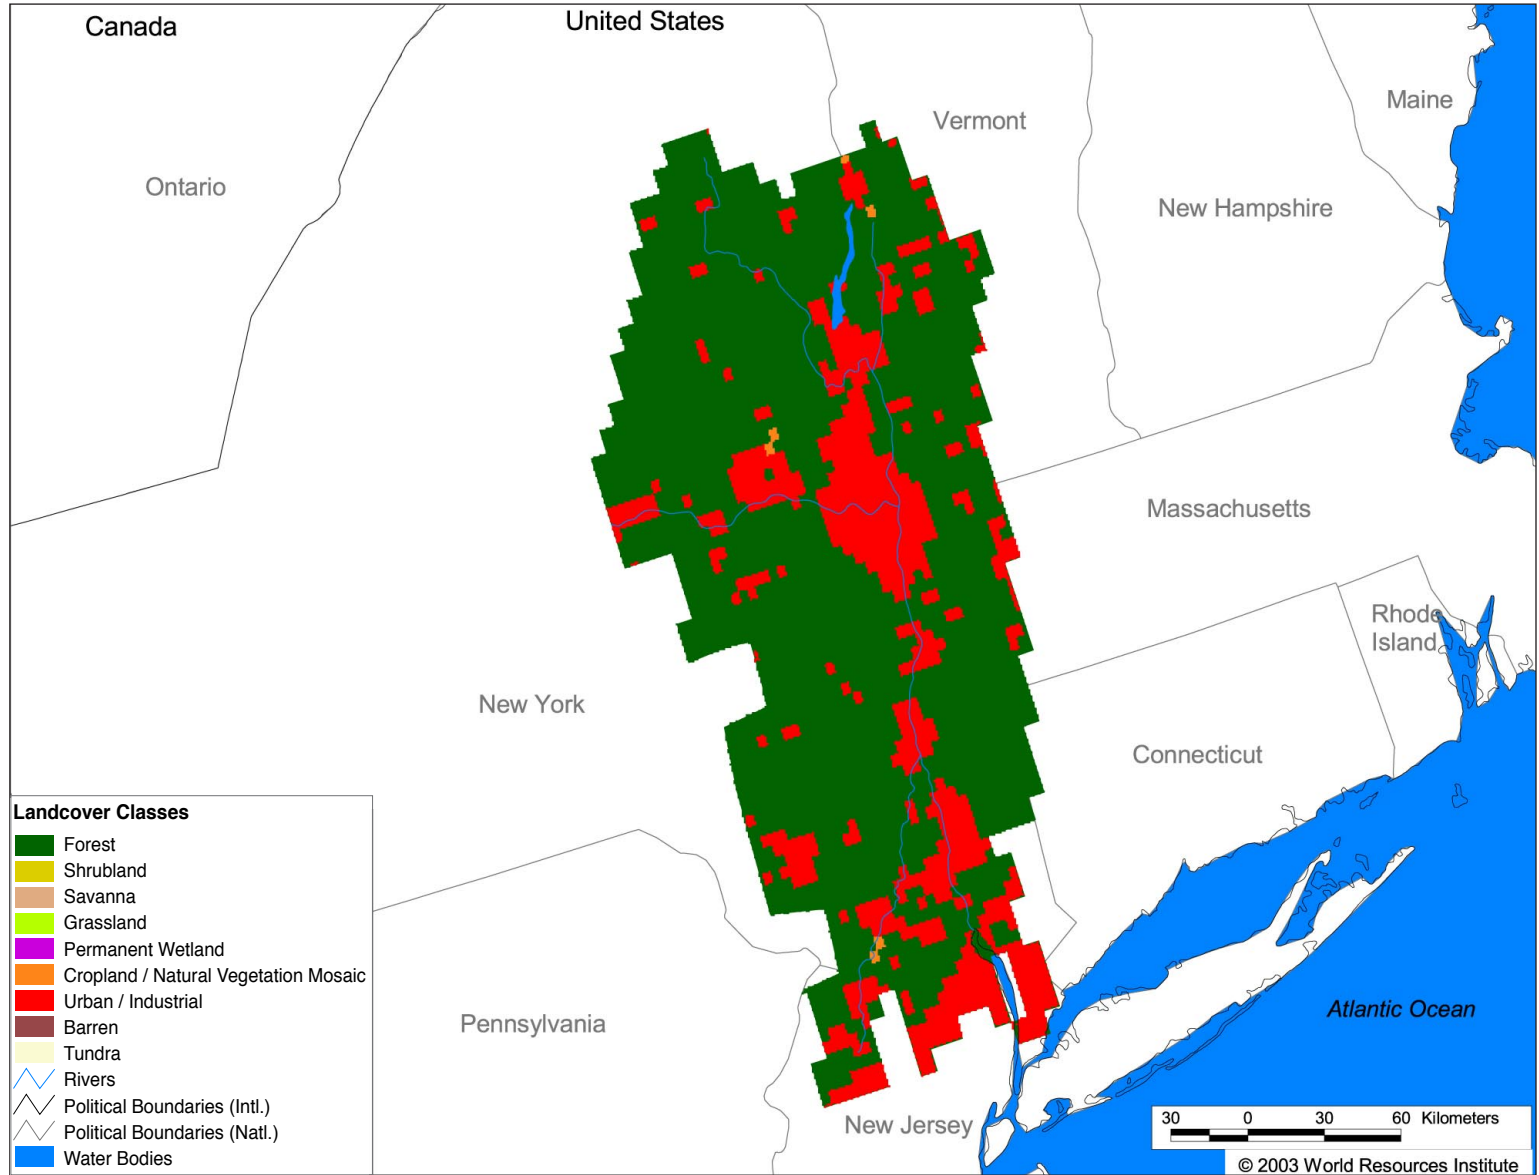 Canada
United States
Maine
Vermont
Ontario
New Hampshire
Massachusetts
Rhode
Island
New York
Connecticut
Landcover Classes
Forest
Shrubland
Savanna
Grassland
Permanent Wetland
Cropland / Natural Vegetation Mosaic
Urban / Industrial
Barren
Tundra
Rivers
Political Boundaries (Intl.)
Political Boundaries (Natl.)
Water Bodies
Pennsylvania
Atlantic Ocean
New Jersey
30 0 30 60 Kilometers
© 2003 World Resources Institute